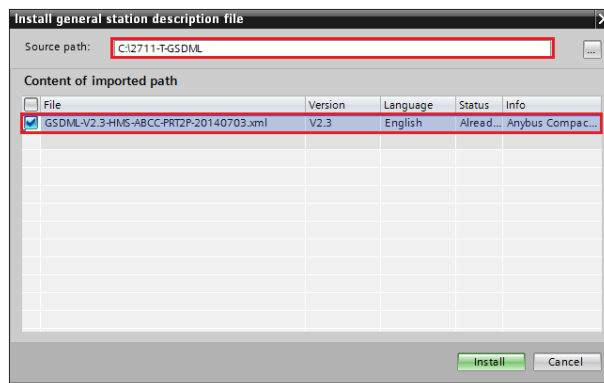 Install general station description file
Source path: C:\2711-T-GSDML ...
Content of imported path
File Version Language Status Info
GSDML-V2.3-HMS-ABCC-PRT2P-20140703.xml V2.3 English Alread... Anybus Compac...
Install Cancel